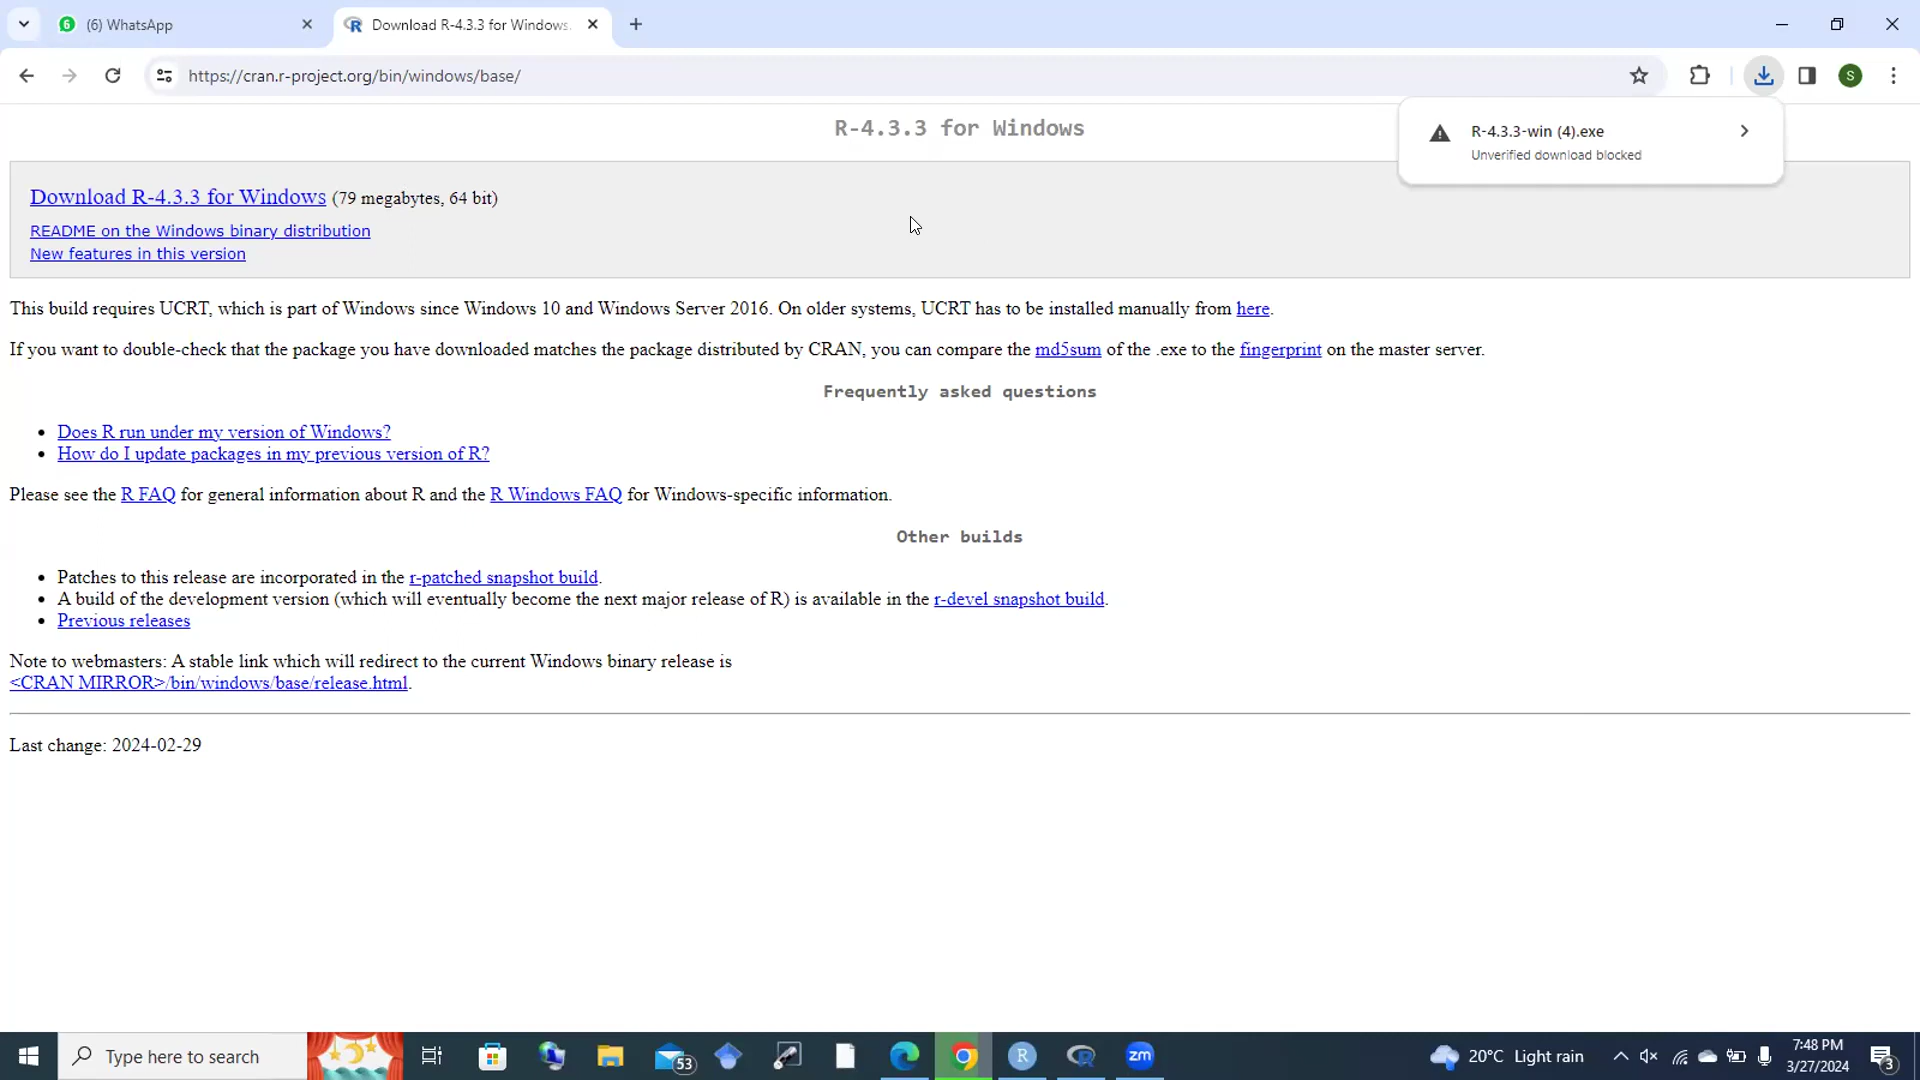 6
(6) WhatsApp
Download R-4.3.3 for Windows.
https://cran.r-project.org/bin/windows/base/
S
R-4.3.3-win (4).exe
Unverified download blocked
R-4.3.3 for Windows
Download R-4.3.3 for Windows (79 megabytes, 64 bit)
README on the Windows binary distribution
New features in this version
This build requires UCRT, which is part of Windows since Windows 10 and Windows Server 2016. On older systems, UCRT has to be installed manually from here.
If you want to double-check that the package you have downloaded matches the package distributed by CRAN, you can compare the md5sum of the .exe to the fingerprint on the master server.
Frequently asked questions
• Does R run under my version of Windows?
• How do I update packages in my previous version of R?
Please see the R FAQ for general information about R and the R Windows FAQ for Windows-specific information.
Other builds
• Patches to this release are incorporated in the r-patched snapshot build.
• A build of the development version (which will eventually become the next major release of R) is available in the r-devel snapshot build.
• Previous releases
Note to webmasters: A stable link which will redirect to the current Windows binary release is
<CRAN MIRROR>/bin/windows/base/release.html.
Last change: 2024-02-29
Type here to search
53
R
R
zm
20°C Light rain
7:48 PM
3/27/2024
3